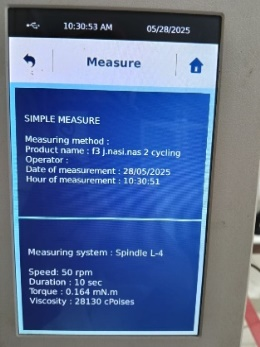 10:30:53 AM 05/28/2025
Measure
SIMPLE MEASURE
Measuring method :
Product name : f3 j.nasi.nas 2 cycling
Operator :
Date of measurement : 28/05/2025
Hour of measurement : 10:30:51
Measuring system : Spindle L-4
Speed: 50 rpm
Duration : 10 sec
Torque : 0.164 mN.m
Viscosity : 28130 cPoises